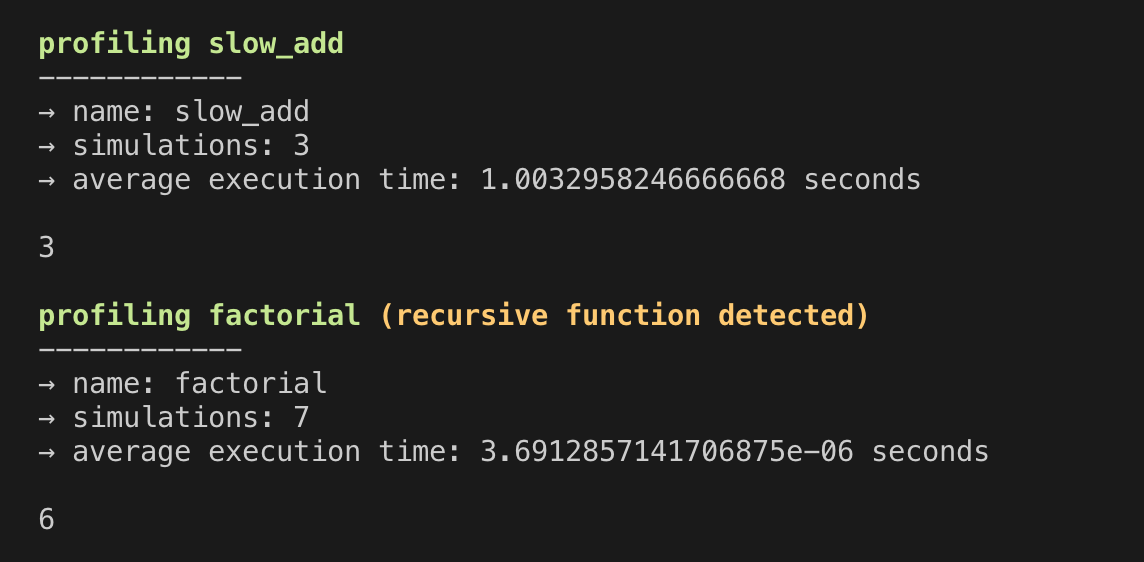 profiling slow_add
------------
→ name: slow_add
→ simulations: 3
→ average execution time: 1.0032958246666668 seconds
3
profiling factorial (recursive function detected)
------------
→ name: factorial
→ simulations: 7
→ average execution time: 3.6912857141706875e-06 seconds
6